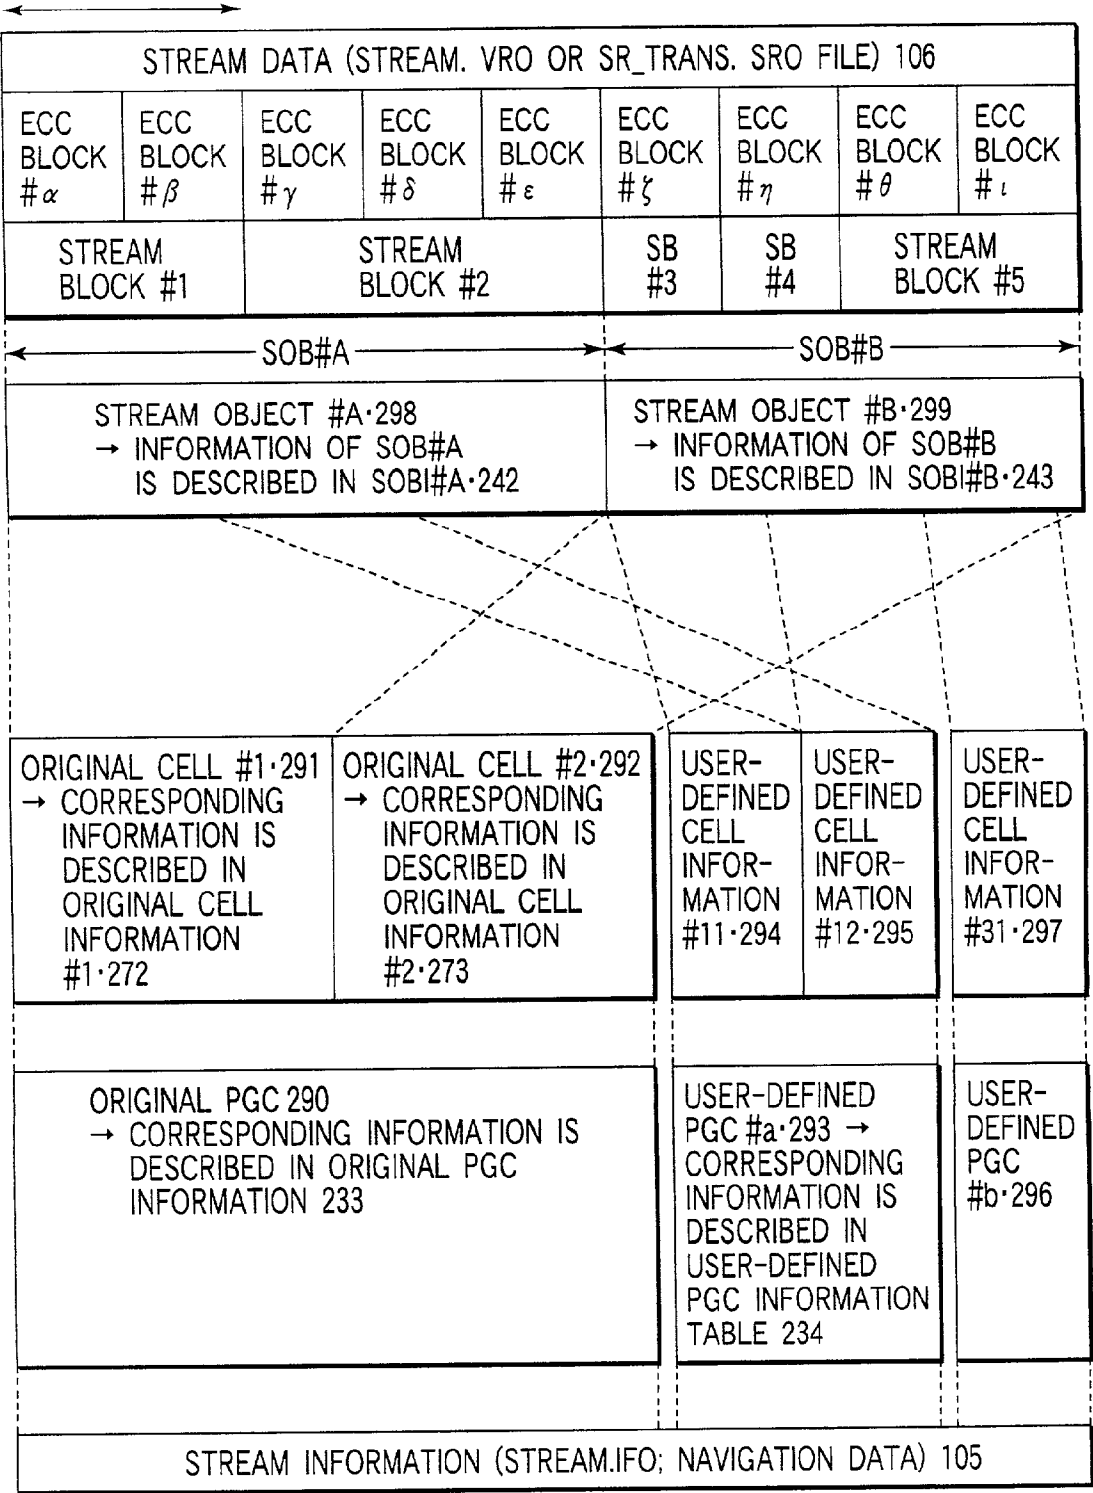 STREAM DATA (STREAM. VRO OR SR_TRANS. SRO FILE) 106
ECC BLOCK #α
ECC BLOCK #β
ECC BLOCK #γ
ECC BLOCK #δ
ECC BLOCK #ε
ECC BLOCK #ζ
ECC BLOCK #η
ECC BLOCK #θ
ECC BLOCK #ι
STREAM BLOCK #1
STREAM BLOCK #2
SB #3
SB #4
STREAM BLOCK #5
SOB#A
SOB#B
STREAM OBJECT #A·298
→ INFORMATION OF SOB#A
IS DESCRIBED IN SOBI#A·242
STREAM OBJECT #B·299
→ INFORMATION OF SOB#B
IS DESCRIBED IN SOBI#B·243
ORIGINAL CELL #1·291
→ CORRESPONDING
INFORMATION IS
DESCRIBED IN
ORIGINAL CELL
INFORMATION
#1·272
ORIGINAL CELL #2·292
→ CORRESPONDING
INFORMATION IS
DESCRIBED IN
ORIGINAL CELL
INFORMATION
#2·273
USER-
DEFINED
CELL
INFOR-
MATION
#11·294
USER-
DEFINED
CELL
INFOR-
MATION
#12·295
USER-
DEFINED
CELL
INFOR-
MATION
#31·297
ORIGINAL PGC 290
→ CORRESPONDING INFORMATION IS
DESCRIBED IN ORIGINAL PGC
INFORMATION 233
USER-DEFINED
PGC #a·293 →
CORRESPONDING
INFORMATION IS
DESCRIBED IN
USER-DEFINED
PGC INFORMATION
TABLE 234
USER-
DEFINED
PGC
#b·296
STREAM INFORMATION (STREAM.IFO; NAVIGATION DATA) 105